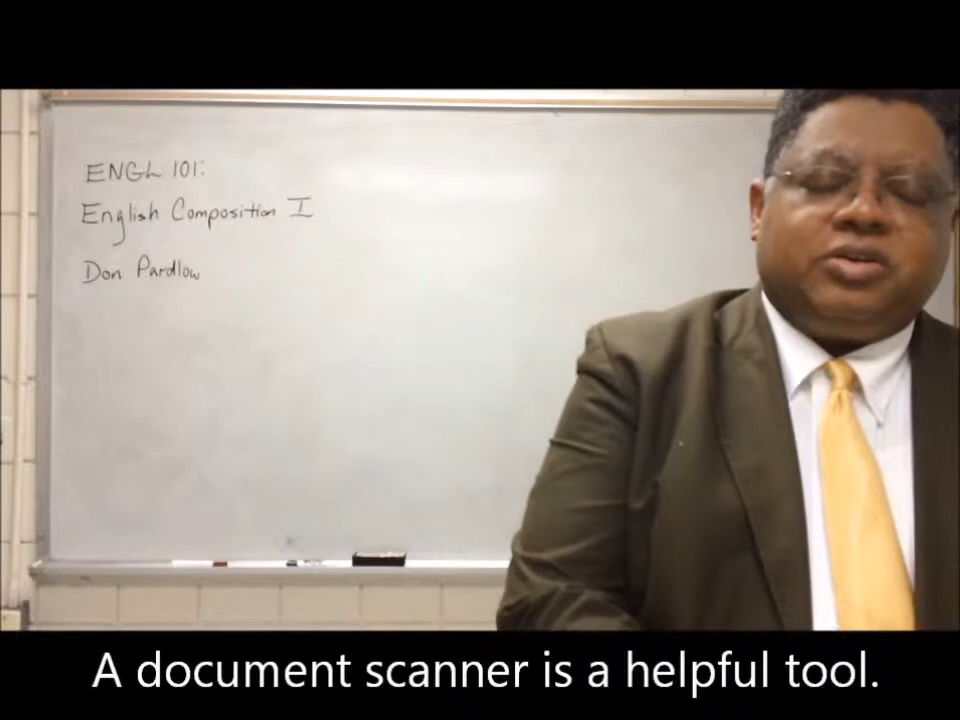 ENGL 101:
English Composition I
Don Pardlow
A document scanner is a helpful tool.